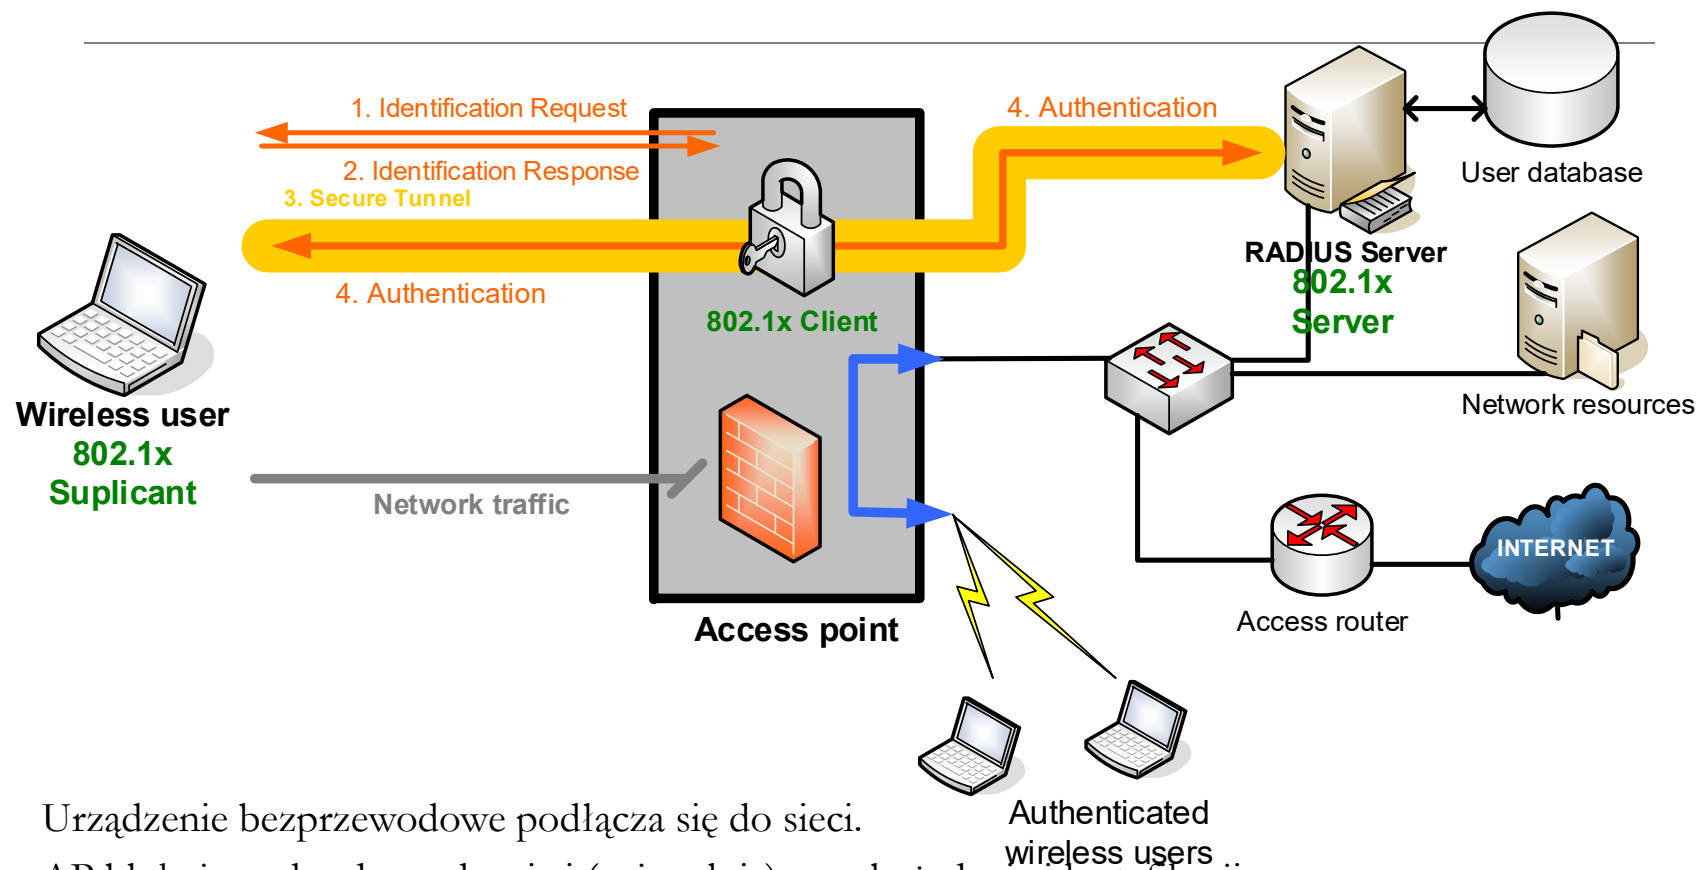 1. Identification Request
2. Identification Response
3. Secure Tunnel
4. Authentication
4. Authentication
802.1x Client
User database
RADIUS Server
802.1x
Server
Network resources
Wireless user
802.1x
Suplicant
Network traffic
INTERNET
Access router
Access point
Authenticated
wireless users
Urządzenie bezprzewodowe podłącza się do sieci.
AP